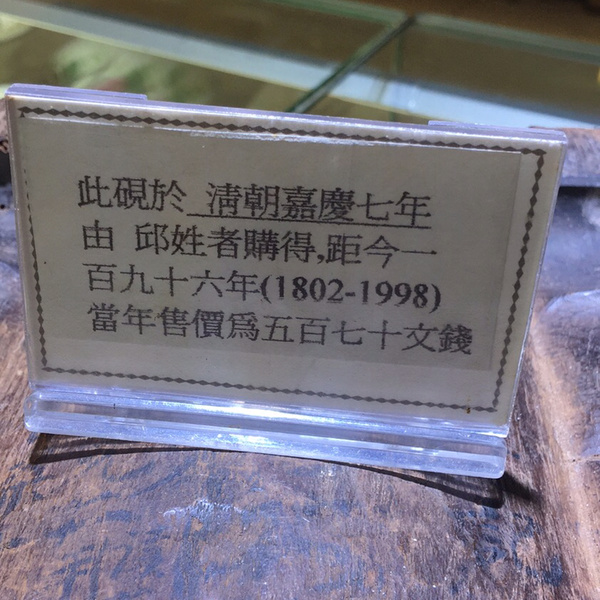 此硯於 清朝嘉慶七年
由 邱姓者購得,距今一
百九十六年(1802-1998)
當年售價為五百七十文錢